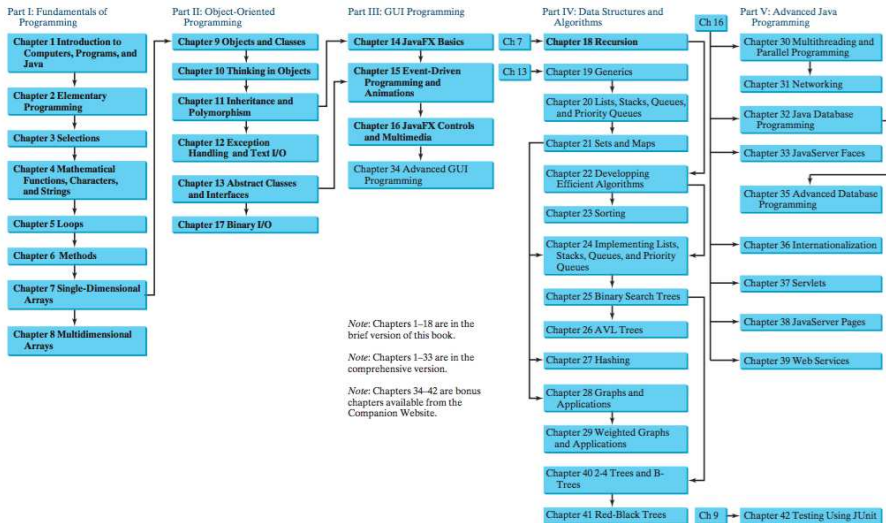 Part I: Fundamentals of
Programming
Chapter 1 Introduction to
Computers, Programs, and
Java
Chapter 2 Elementary
Programming
Chapter 3 Selections
Chapter 4 Mathematical
Functions, Characters,
and Strings
Chapter 5 Loops
Chapter 6 Methods
Chapter 7 Single-Dimensional
Arrays
Chapter 8 Multidimensional
Arrays
Part II: Object-Oriented
Programming
Chapter 9 Objects and Classes
Chapter 10 Thinking in Objects
Chapter 11 Inheritance and
Polymorphism
Chapter 12 Exception
Handling and Text I/O
Chapter 13 Abstract Classes
and Interfaces
Chapter 17 Binary I/O
Part III: GUI Programming
Chapter 14 JavaFX Basics
Chapter 15 Event-Driven
Programming and
Animations
Chapter 16 JavaFX Controls
and Multimedia
Chapter 34 Advanced GUI
Programming
Note: Chapters 1–18 are in the
brief version of this book.
Note: Chapters 1–33 are in the
comprehensive version.
Note: Chapters 34–42 are bonus
chapters available from the
Companion Website.
Part IV: Data Structures and
Algorithms
Ch 7
Chapter 18 Recursion
Ch 13
Chapter 19 Generics
Chapter 20 Lists, Stacks, Queues,
and Priority Queues
Chapter 21 Sets and Maps
Chapter 22 Developping
Efficient Algorithms
Chapter 23 Sorting
Chapter 24 Implementing Lists,
Stacks, Queues, and Priority
Queues
Chapter 25 Binary Search Trees
Chapter 26 AVL Trees
Chapter 27 Hashing
Chapter 28 Graphs and
Applications
Chapter 29 Weighted Graphs
and Applications
Chapter 40 2-4 Trees and B-
Trees
Chapter 41 Red-Black Trees
Part V: Advanced Java
Programming
Ch 16
Chapter 30 Multithreading and
Parallel Programming
Chapter 31 Networking
Chapter 32 Java Database
Programming
Chapter 33 JavaServer Faces
Chapter 35 Advanced Database
Programming
Chapter 36 Internationalization
Chapter 37 Servlets
Chapter 38 JavaServer Pages
Chapter 39 Web Services
Ch 9
Chapter 42 Testing Using JUnit